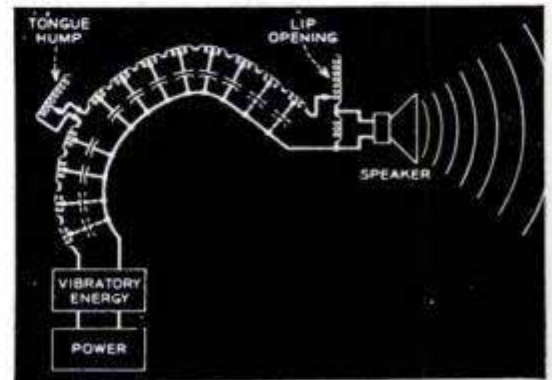 TONGUE
HUMP
LIP
OPENING
SPEAKER
VIBRATORY
ENERGY
POWER